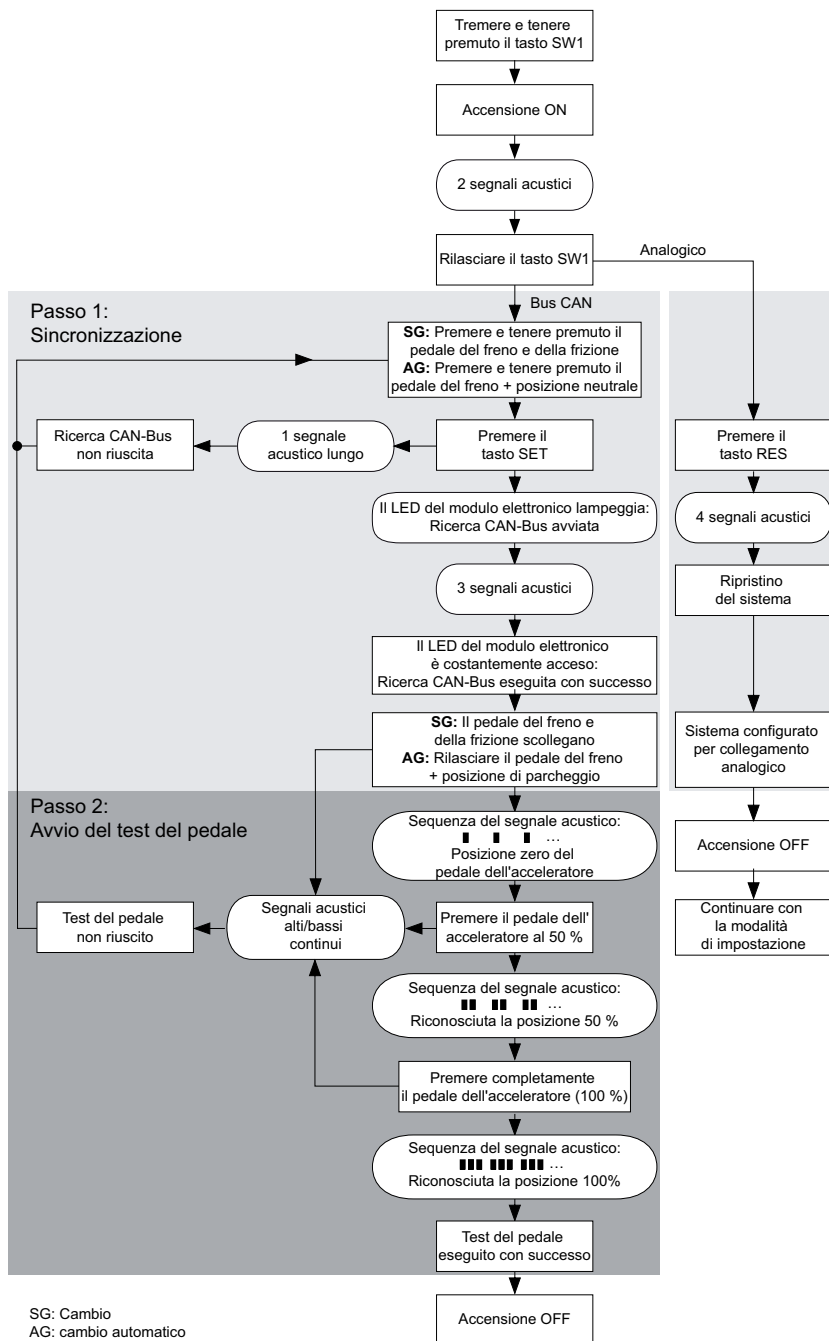 Tremere e tenere
premuto il tasto SW1
Accensione ON
2 segnali acustici
Rilasciare il tasto SW1
Analogico
Bus CAN
Passo 1:
Sincronizzazione
SG: Premere e tenere premuto il
pedale del freno e della frizione
AG: Premere e tenere premuto il
pedale del freno + posizione neutrale
Ricerca CAN-Bus
non riuscita
1 segnale
acustico lungo
Premere il
tasto SET
Premere il
tasto RES
Il LED del modulo elettronico lampeggia:
Ricerca CAN-Bus avviata
4 segnali acustici
3 segnali acustici
Ripristino
del sistema
Il LED del modulo elettronico
è costantemente acceso:
Ricerca CAN-Bus eseguita con successo
SG: Il pedale del freno e
della frizione scollegano
AG: Rilasciare il pedale del freno
+ posizione di parcheggio
Sistema configurato
per collegamento
analogico
Passo 2:
Avvio del test del pedale
Sequenza del segnale acustico:
...
Posizione zero del
pedale dell'acceleratore
Accensione OFF
Test del pedale
non riuscito
Segnali acustici
alti/bassi
continui
Premere il pedale dell'
acceleratore al 50 %
Continuare con
la modalità
di impostazione
Sequenza del segnale acustico:
...
Riconosciuta la posizione 50 %
Premere completamente
il pedale dell'acceleratore (100 %)
Sequenza del segnale acustico:
...
Riconosciuta la posizione 100%
Test del pedale
eseguito con successo
Accensione OFF
SG: Cambio
AG: cambio automatico